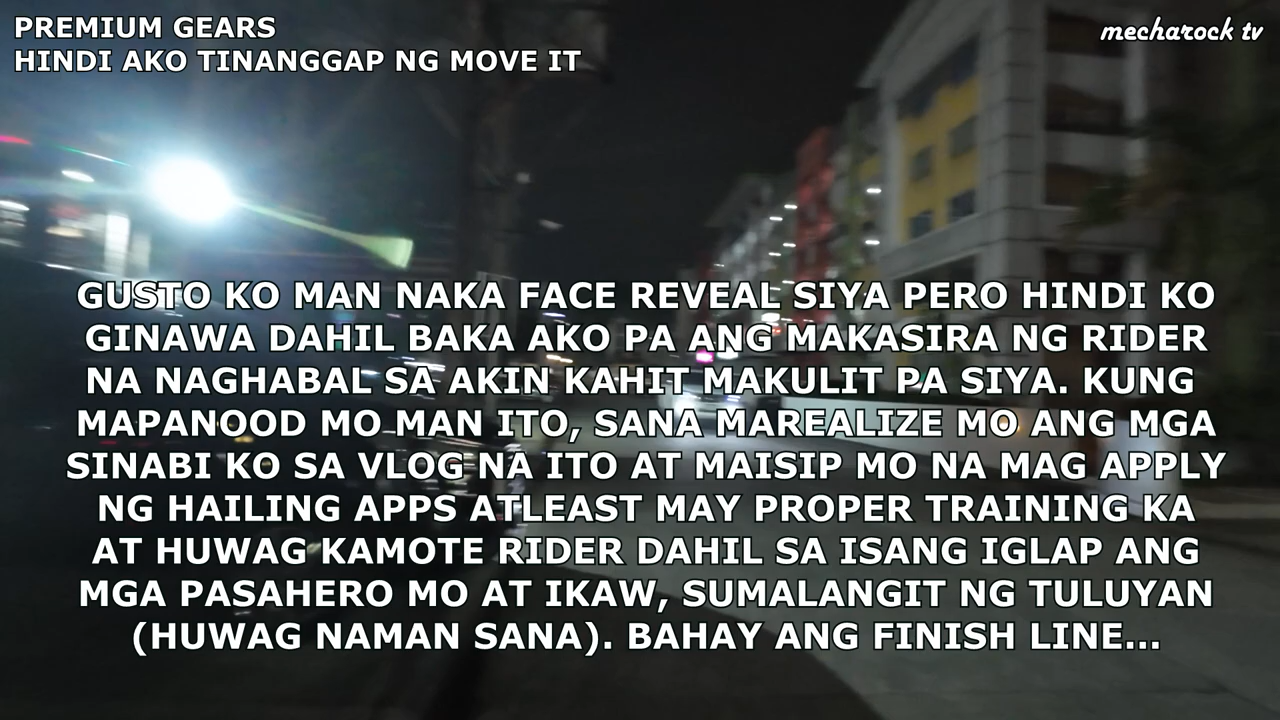 PREMIUM GEARS
HINDI AKO TINANGGAP NG MOVE IT
mecharock tv
GUSTO KO MAN NAKA FACE REVEAL SIYA PERO HINDI KO
GINAWA DAHIL BAKA AKO PA ANG MAKASIRA NG RIDER
NA NAGHABAL SA AKIN KAHIT MAKULIT PA SIYA. KUNG
MAPANOOD MO MAN ITO, SANA MAREALIZE MO ANG MGA
SINABI KO SA VLOG NA ITO AT MAISIP MO NA MAG APPLY
NG HAILING APPS ATLEAST MAY PROPER TRAINING KA
AT HUWAG KAMOTE RIDER DAHIL SA ISANG IGLAP ANG
MGA PASAHERO MO AT IKAW, SUMALANGIT NG TULUYAN
(HUWAG NAMAN SANA). BAHAY ANG FINISH LINE...